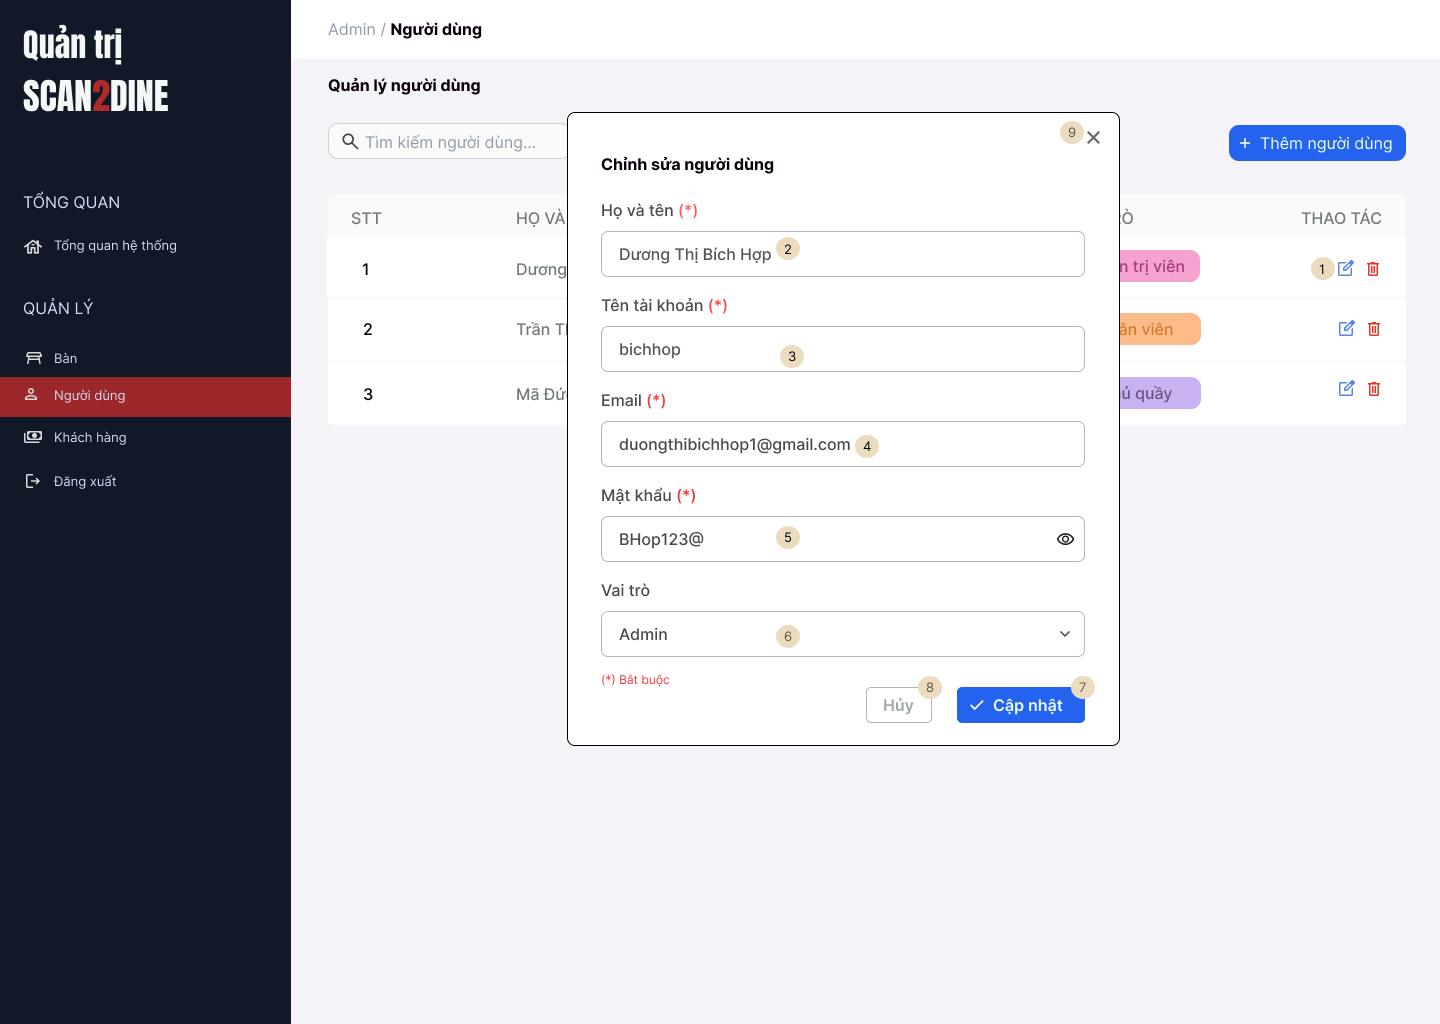 Quản trị
SCAN2DINE
TỔNG QUAN
Tổng quan hệ thống
QUẢN LÝ
Bàn
Người dùng
Khách hàng
Đăng xuất
Admin / Người dùng
Quản lý người dùng
Tìm kiếm người dùng...
+ Thêm người dùng
STT
HỌ VÀ
RÒ
THAO TÁC
1
Dương
n trị viên
1
2
Trần Th
ân viên
3
Mã Đức
ủ quầy
9
Chỉnh sửa người dùng
Họ và tên (*)
Dương Thị Bích Hợp
2
Tên tài khoản (*)
bichhop
3
Email (*)
duongthibichhop1@gmail.com
4
Mật khẩu (*)
BHop123@
5
Vai trò
Admin
6
(*) Bắt buộc
Hủy
8
Cập nhật
7